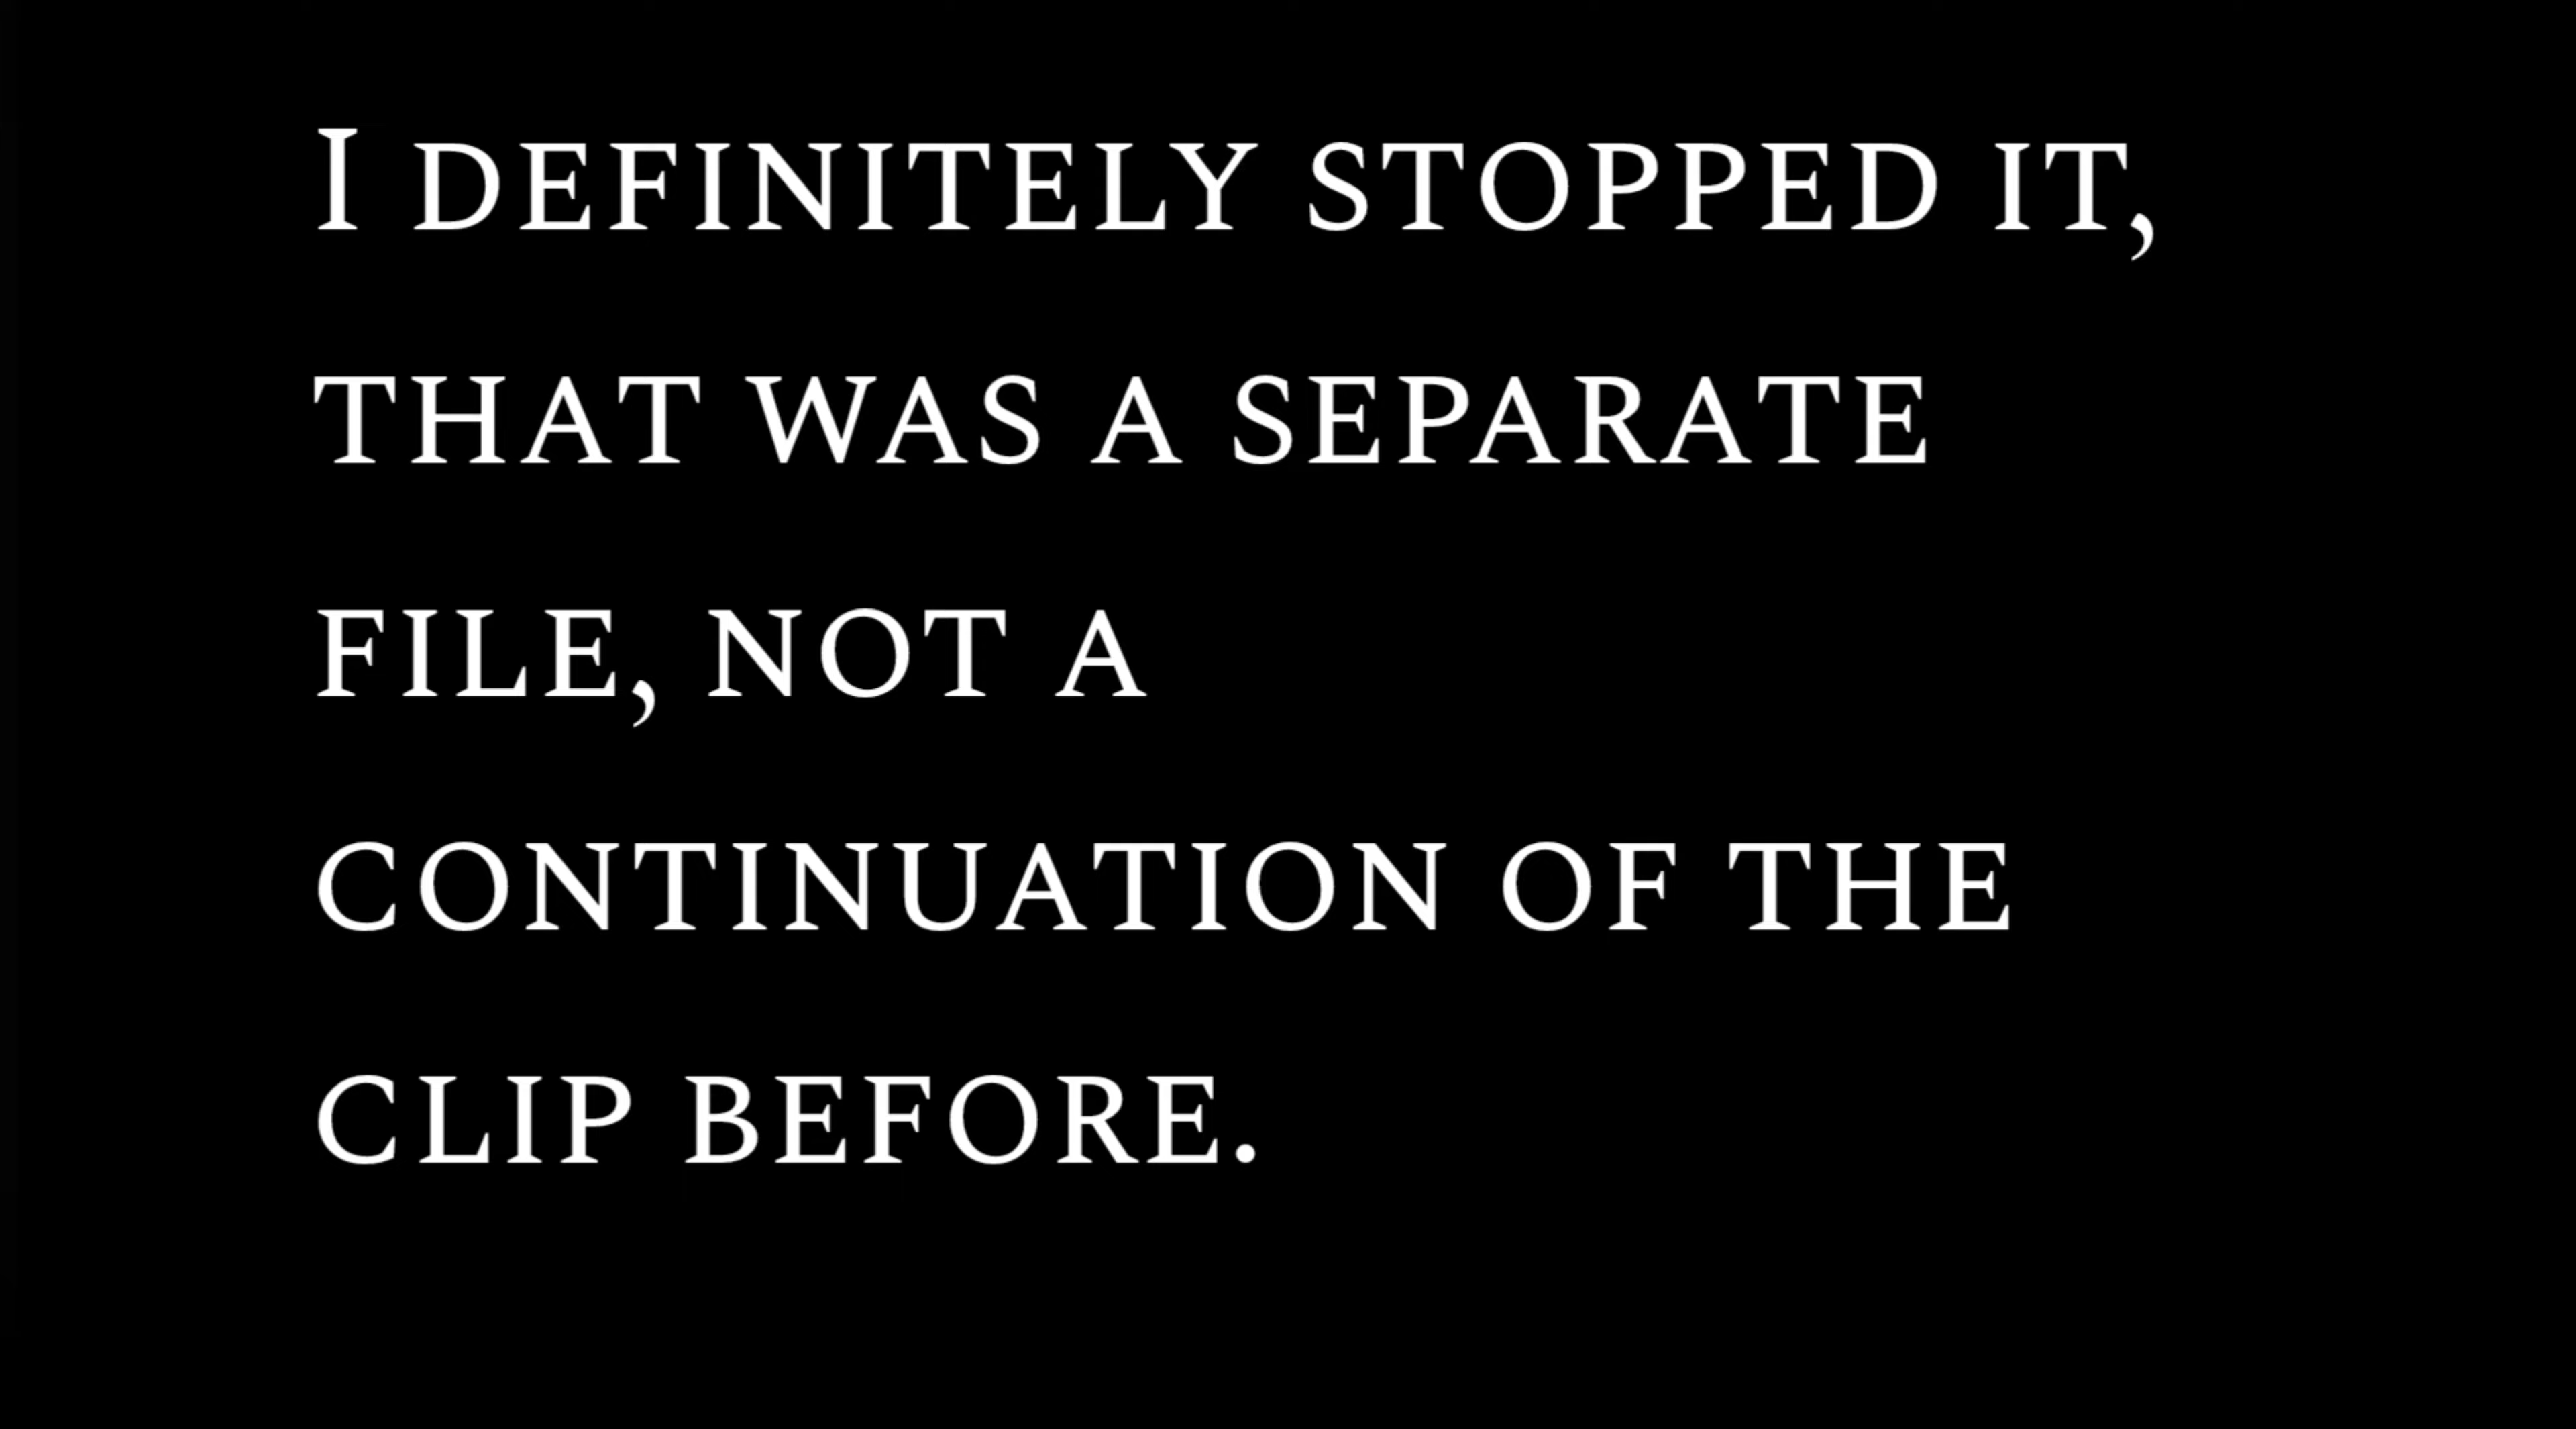 I definitely stopped it,
that was a separate
file, not a
continuation of the
clip before.